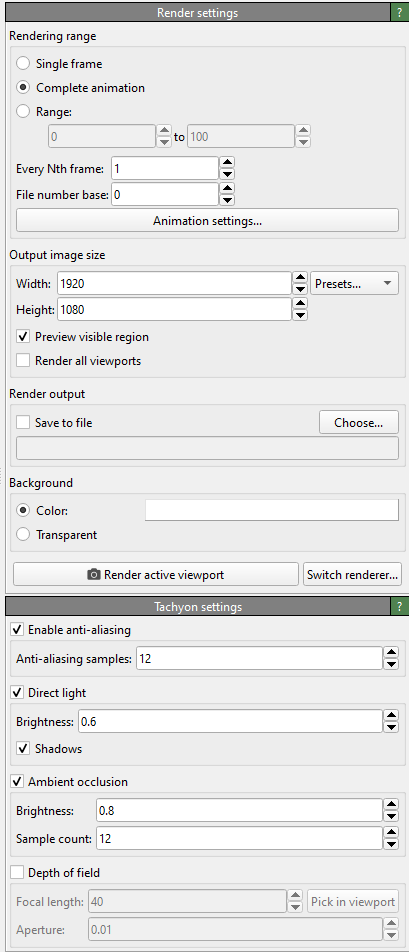 Render settings ?
Rendering range
Single frame
Complete animation
Range:
0 to 100
Every Nth frame: 1
File number base: 0
Animation settings...
Output image size
Width: 1920 Presets...
Height: 1080
Preview visible region
Render all viewports
Render output
Save to file Choose...
Background
Color:
Transparent
Render active viewport Switch renderer...
Tachyon settings ?
Enable anti-aliasing
Anti-aliasing samples: 12
Direct light
Brightness: 0.6
Shadows
Ambient occlusion
Brightness: 0.8
Sample count: 12
Depth of field
Focal length: 40 Pick in viewport
Aperture: 0.01